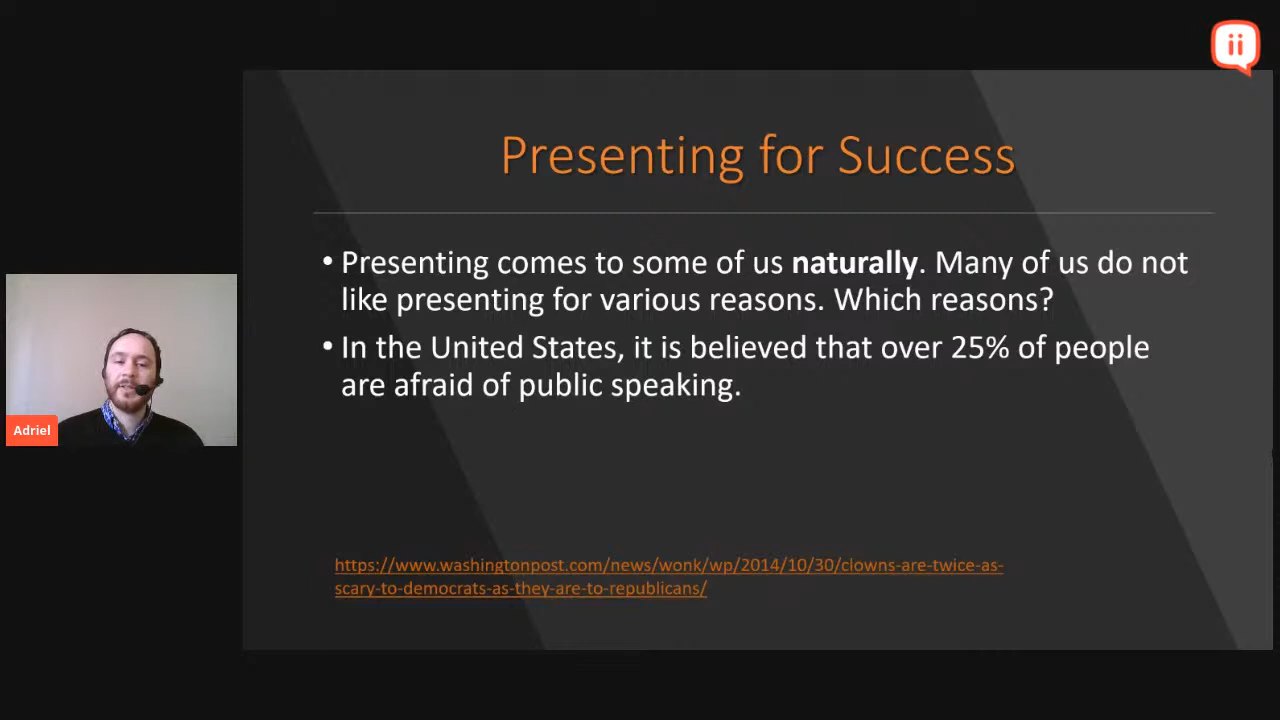 Presenting for Success
• Presenting comes to some of us naturally. Many of us do not
like presenting for various reasons. Which reasons?
• In the United States, it is believed that over 25% of people
are afraid of public speaking.
https://www.washingtonpost.com/news/wonk/wp/2014/10/30/clowns-are-twice-as-
scary-to-democrats-as-they-are-to-republicans/
Adriel